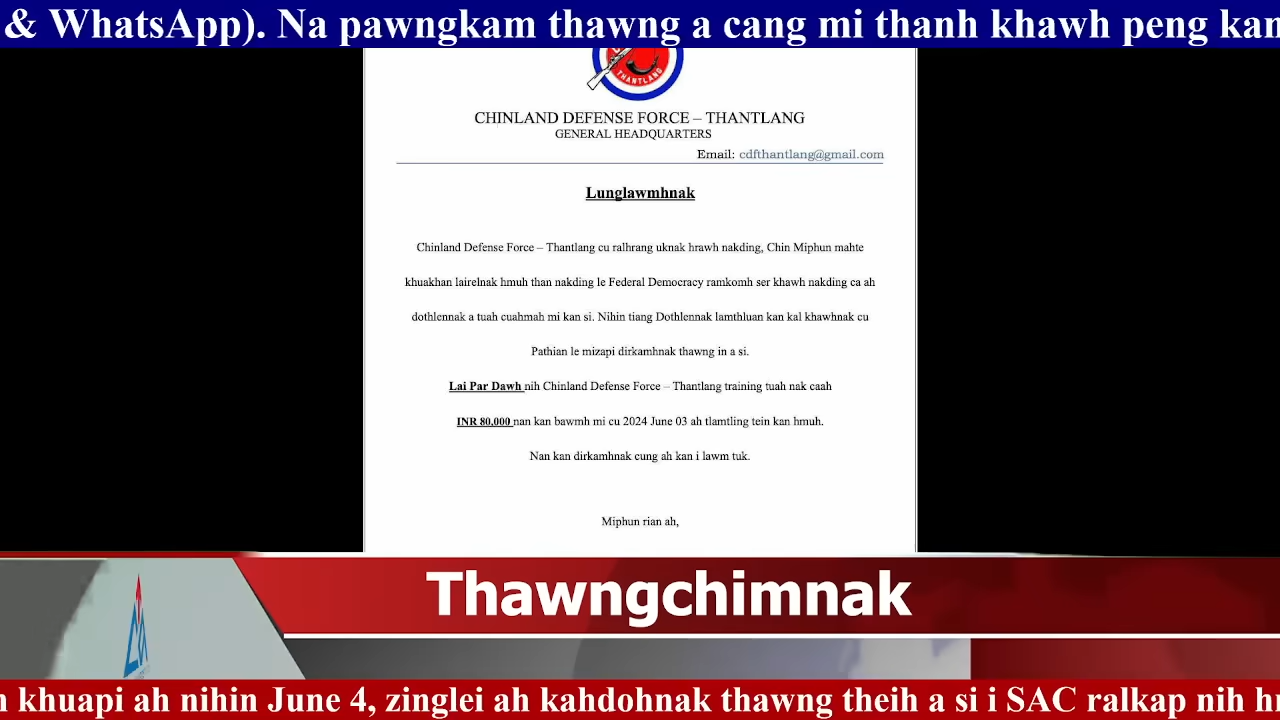 & WhatsApp). Na pawngkam thawng a cang mi thanh khawh peng kan
THANTLANG
CHINLAND DEFENSE FORCE – THANTLANG
GENERAL HEADQUARTERS
Email: cdfthantlang@gmail.com
Lunglawmhnak
Chinland Defense Force – Thantlang cu ralhrang uknak hrawh nakding, Chin Miphun mahte
khuakhan lairelnak hmuh than nakding le Federal Democracy ramkomh ser khawh nakding ca ah
dothlennak a tuah cuahmah mi kan si. Nihin tiang Dothlennak lamthluan kan kal khawhnak cu
Pathian le mizapi dirkamhnak thawng in a si.
Lai Par Dawh nih Chinland Defense Force – Thantlang training tuah nak caah
INR 80,000 nan kan bawmh mi cu 2024 June 03 ah tlamtling tein kan hmuh.
Nan kan dirkamhnak cung ah kan i lawm tuk.
Miphun rian ah,
Thawngchimnak
khuapi ah nihin June 4, zinglei ah kahdohnak thawng theih a si i SAC ralkap nih